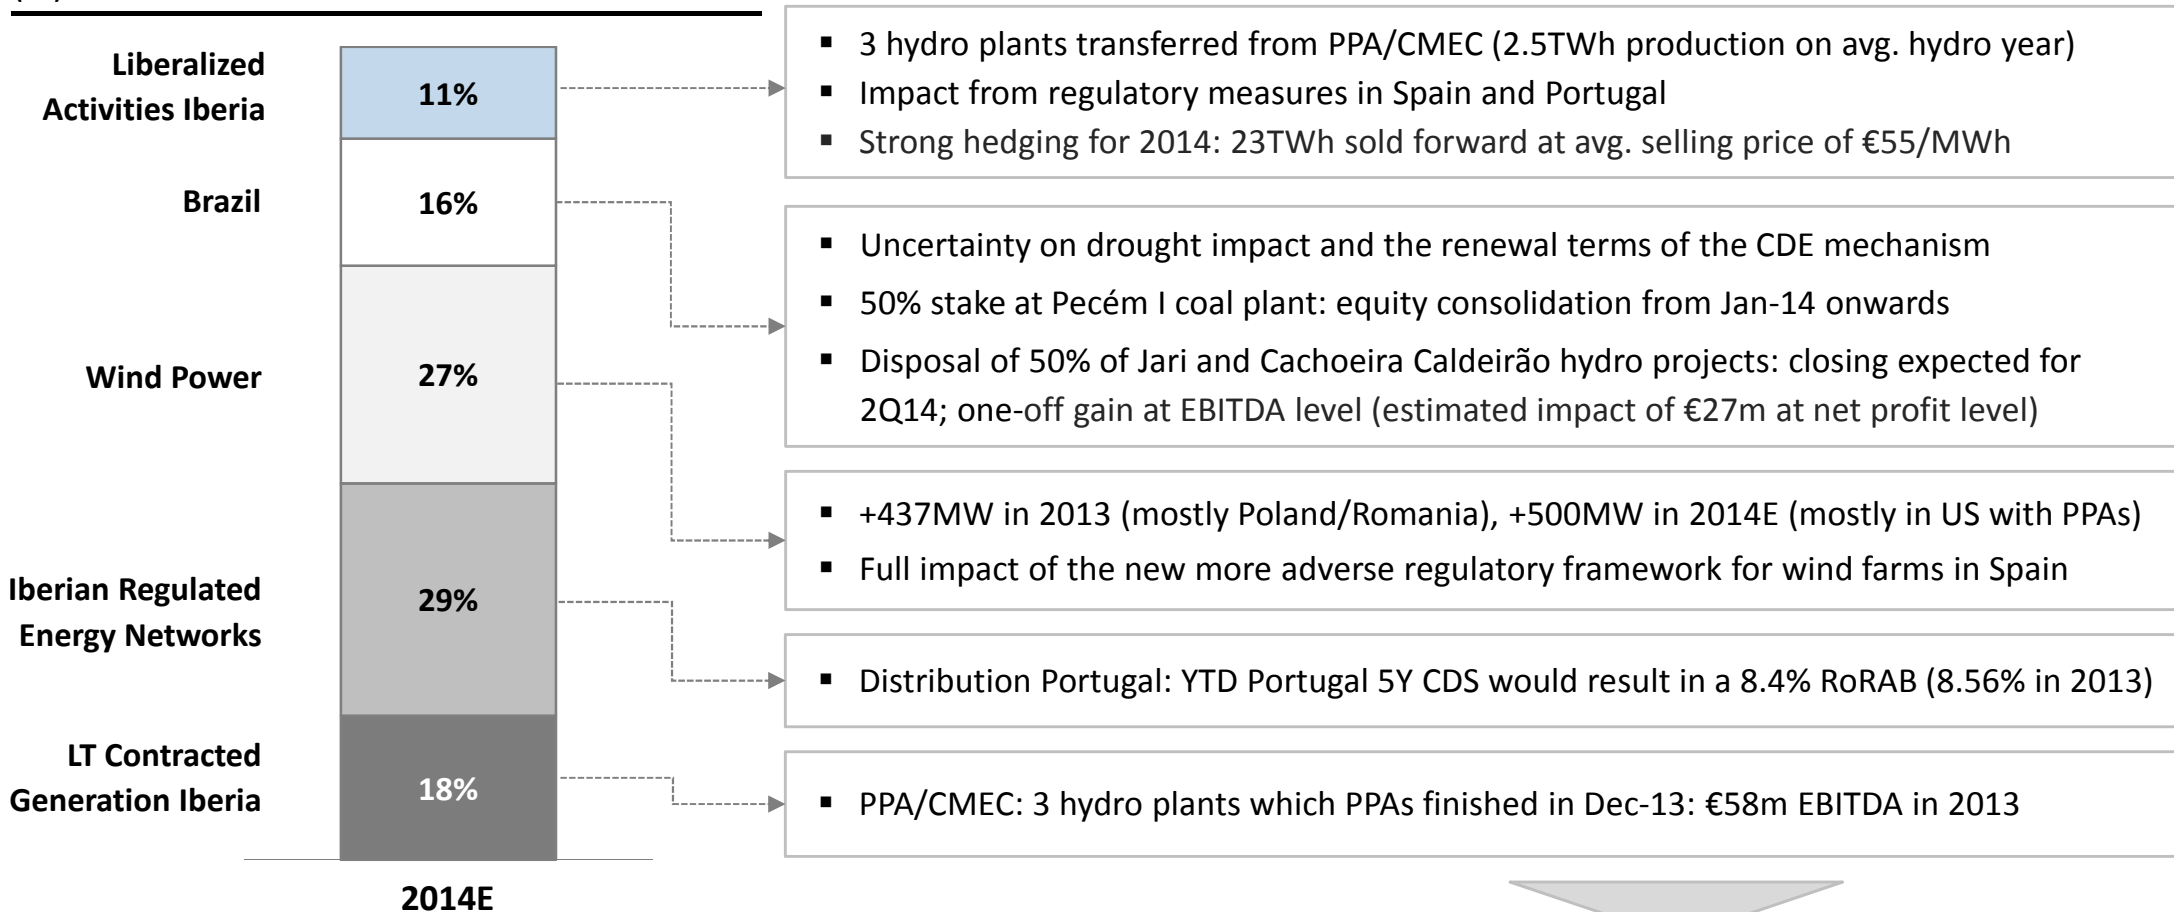 Liberalized
Activities Iberia
11%
▪ 3 hydro plants transferred from PPA/CMEC (2.5TWh production on avg. hydro year)
▪ Impact from regulatory measures in Spain and Portugal
▪ Strong hedging for 2014: 23TWh sold forward at avg. selling price of €55/MWh
Brazil
16%
▪ Uncertainty on drought impact and the renewal terms of the CDE mechanism
▪ 50% stake at Pecém I coal plant: equity consolidation from Jan-14 onwards
▪ Disposal of 50% of Jari and Cachoeira Caldeirão hydro projects: closing expected for
2Q14; one-off gain at EBITDA level (estimated impact of €27m at net profit level)
Wind Power
27%
▪ +437MW in 2013 (mostly Poland/Romania), +500MW in 2014E (mostly in US with PPAs)
▪ Full impact of the new more adverse regulatory framework for wind farms in Spain
Iberian Regulated
Energy Networks
29%
▪ Distribution Portugal: YTD Portugal 5Y CDS would result in a 8.4% RoRAB (8.56% in 2013)
LT Contracted
Generation Iberia
18%
▪ PPA/CMEC: 3 hydro plants which PPAs finished in Dec-13: €58m EBITDA in 2013
2014E